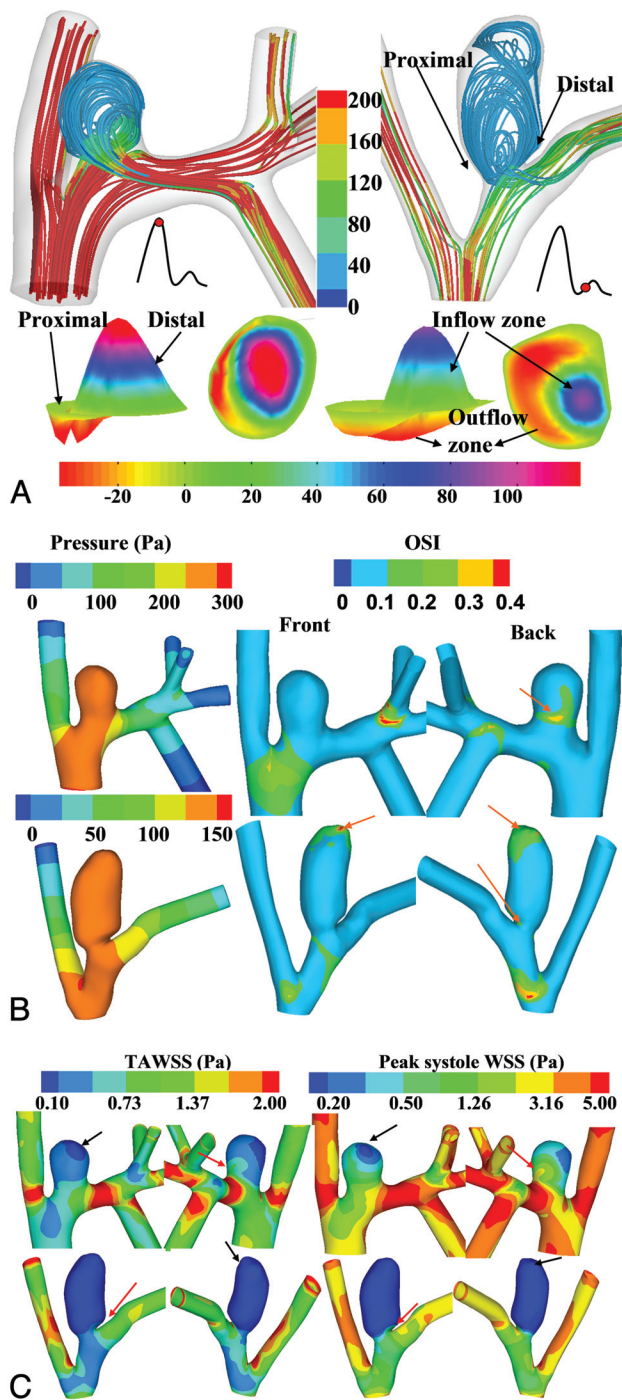 Proximal
Distal
200
160
120
80
40
0
Proximal
Distal
Inflow zone
Outflow
zone
-20 0 20 40 60 80 100
A
Pressure (Pa)
0 100 200 300
OSI
0 0.1 0.2 0.3 0.4
Front
Back
0 50 100 150
B
TAWSS (Pa)
0.10 0.73 1.37 2.00
Peak systole WSS (Pa)
0.20 0.50 1.26 3.16 5.00
C